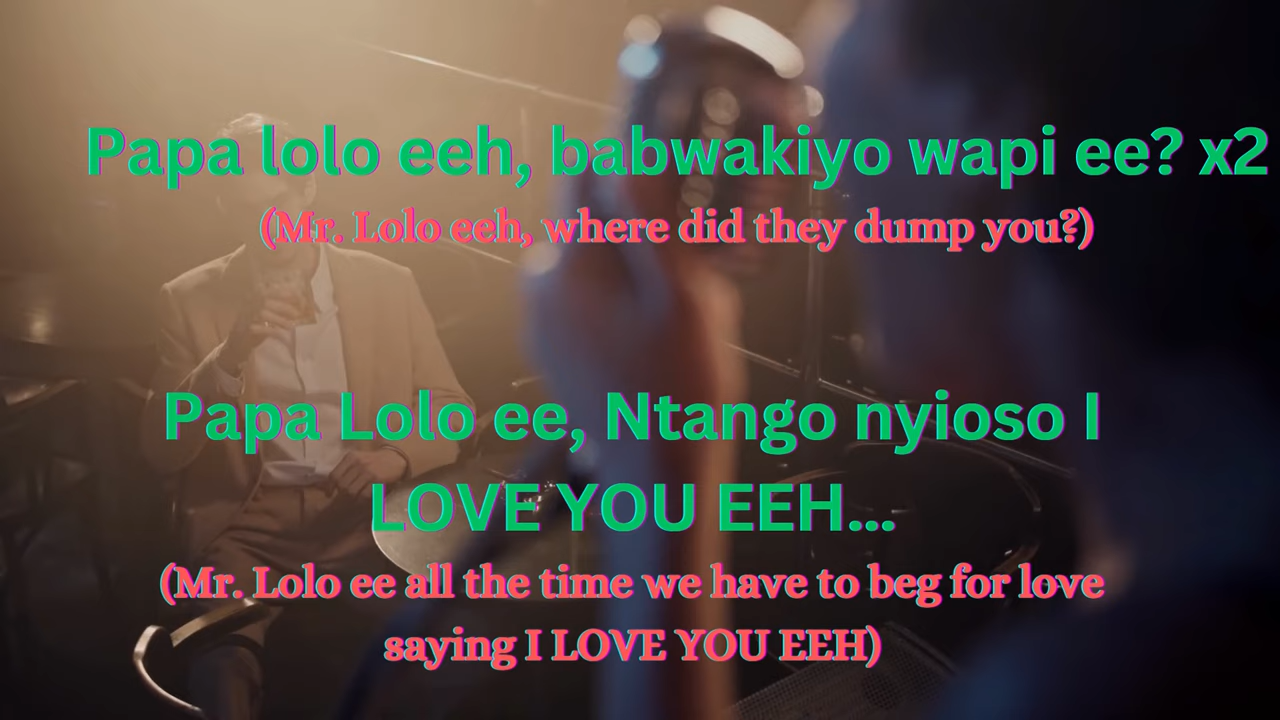 Papa lolo eeh, babwakiyo wapi ee? x2
(Mr. Lolo eeh, where did they dump you?)
Papa Lolo ee, Ntango nyioso I
LOVE YOU EEH...
(Mr. Lolo ee all the time we have to beg for love
saying I LOVE YOU EEH)